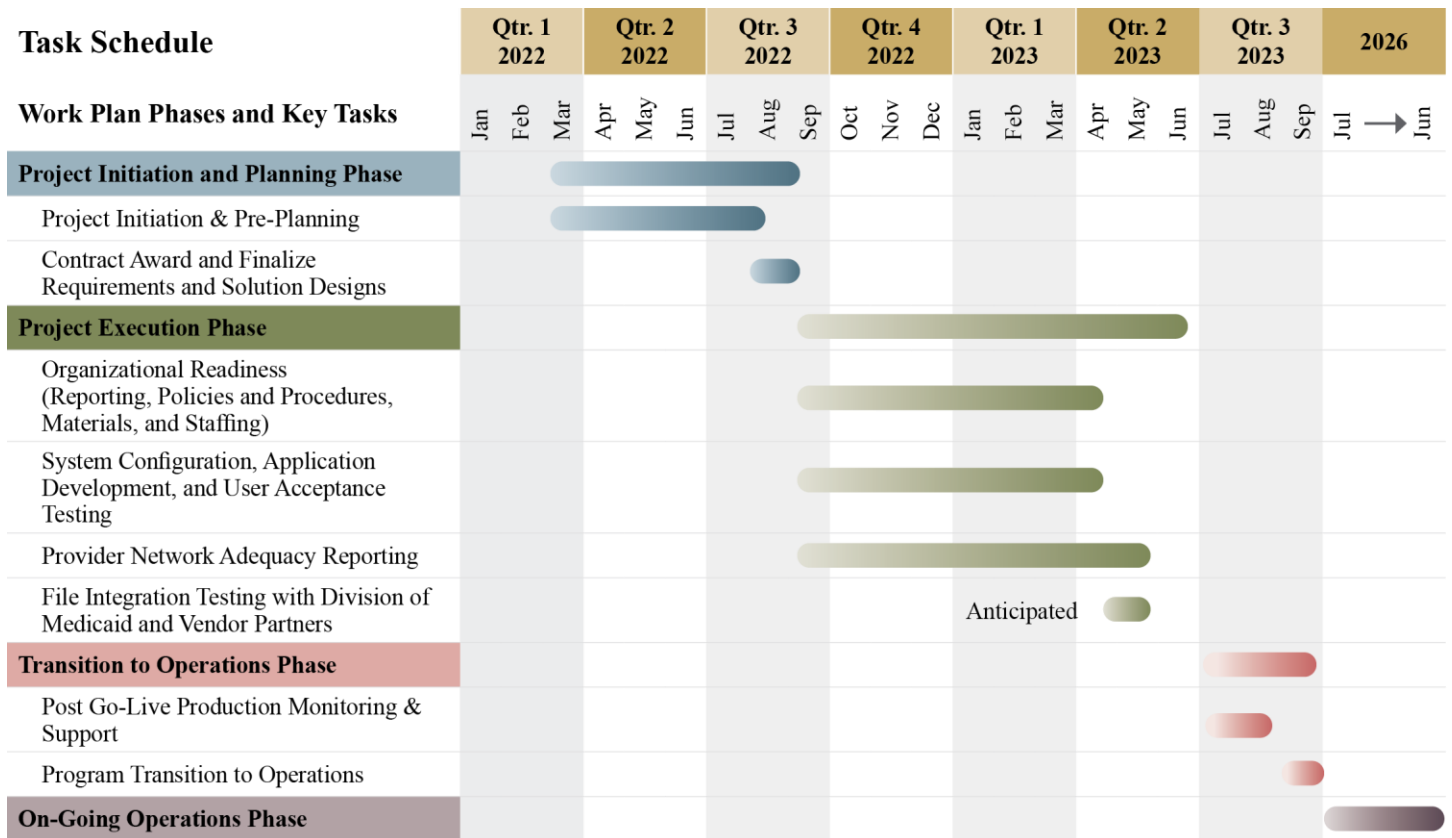 Task Schedule
Qtr. 1
2022
Qtr. 2
2022
Qtr. 3
2022
Qtr. 4
2022
Qtr. 1
2023
Qtr. 2
2023
Qtr. 3
2023
2026
Work Plan Phases and Key Tasks
Jan
Feb
Mar
Apr
May
Jun
Jul
Aug
Sep
Oct
Nov
Dec
Jan
Feb
Mar
Apr
May
Jun
Jul
Aug
Sep
Jul
Jun
Project Initiation and Planning Phase
Project Initiation & Pre-Planning
Contract Award and Finalize
Requirements and Solution Designs
Project Execution Phase
Organizational Readiness
(Reporting, Policies and Procedures,
Materials, and Staffing)
System Configuration, Application
Development, and User Acceptance
Testing
Provider Network Adequacy Reporting
File Integration Testing with Division of
Medicaid and Vendor Partners
Anticipated
Transition to Operations Phase
Post Go-Live Production Monitoring &
Support
Program Transition to Operations
On-Going Operations Phase